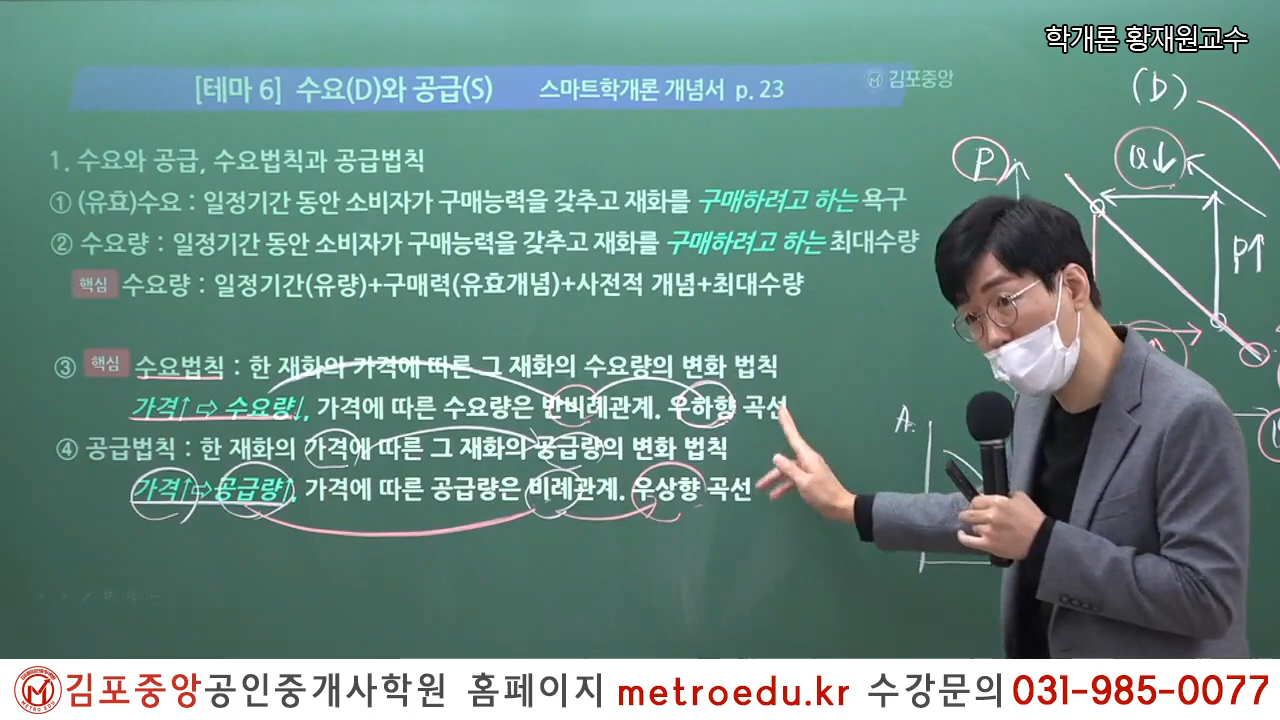 학개론 황재원교수
[테마 6] 수요(D)와 공급(S) 스마트학개론 개념서 p. 23
김포중앙
1. 수요와 공급, 수요법칙과 공급법칙
① (유효)수요 : 일정기간 동안 소비자가 구매능력을 갖추고 재화를 구매하려고 하는 욕구
② 수요량 : 일정기간 동안 소비자가 구매능력을 갖추고 재화를 구매하려고 하는 최대수량
핵심 수요량 : 일정기간(유량)+구매력(유효개념)+사전적 개념+최대수량
③ 핵심 수요법칙 : 한 재화의 가격에 따른 그 재화의 수요량의 변화 법칙
가격↑ ⇨ 수요량↓, 가격에 따른 수요량은 반비례관계. 우하향 곡선
④ 공급법칙 : 한 재화의 가격에 따른 그 재화의 공급량의 변화 법칙
가격↑⇨공급량↑, 가격에 따른 공급량은 비례관계. 우상향 곡선
(D)
P
Q↓
P↑
A.
김포중앙공인중개사학원 홈페이지 metroedu.kr 수강문의 031-985-0077